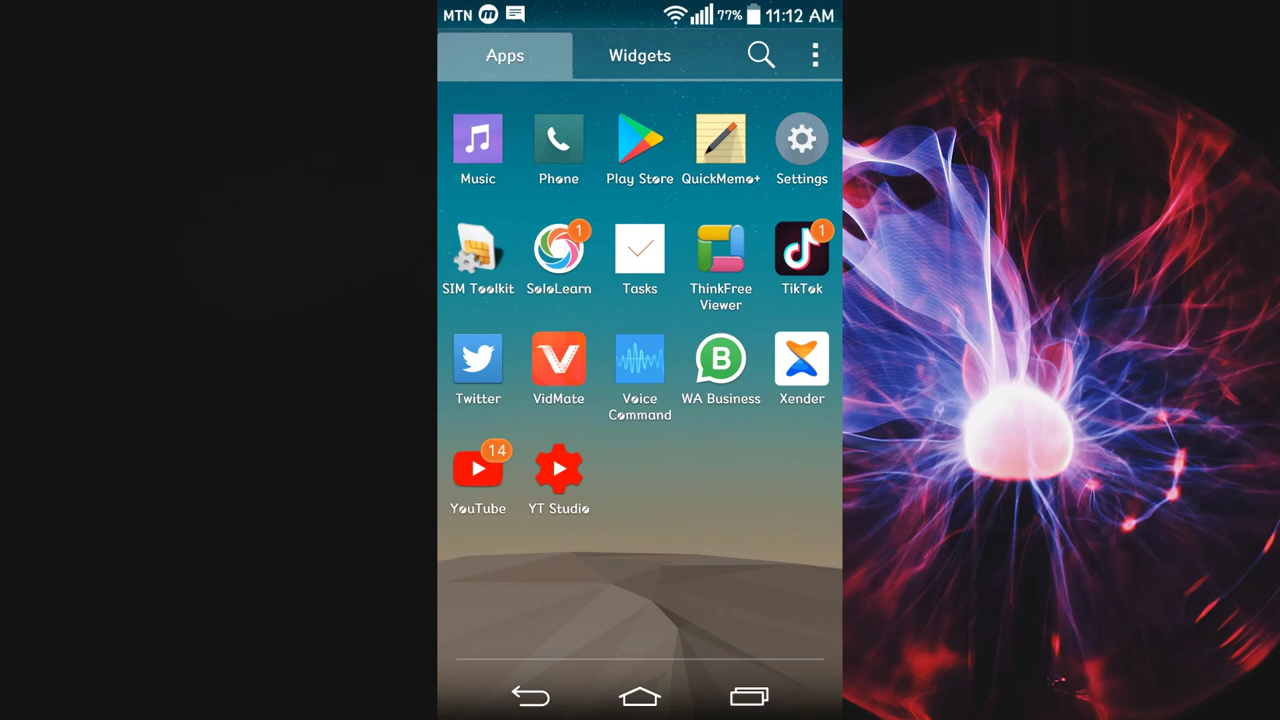 MTN 77% 11:12 AM
Apps Widgets
Music Phone Play Store QuickMemo+ Settings
1 1
SIM Toolkit SoloLearn Tasks ThinkFree Viewer TikTok
B
Twitter VidMate Voice Command WA Business Xender
14
YouTube YT Studio